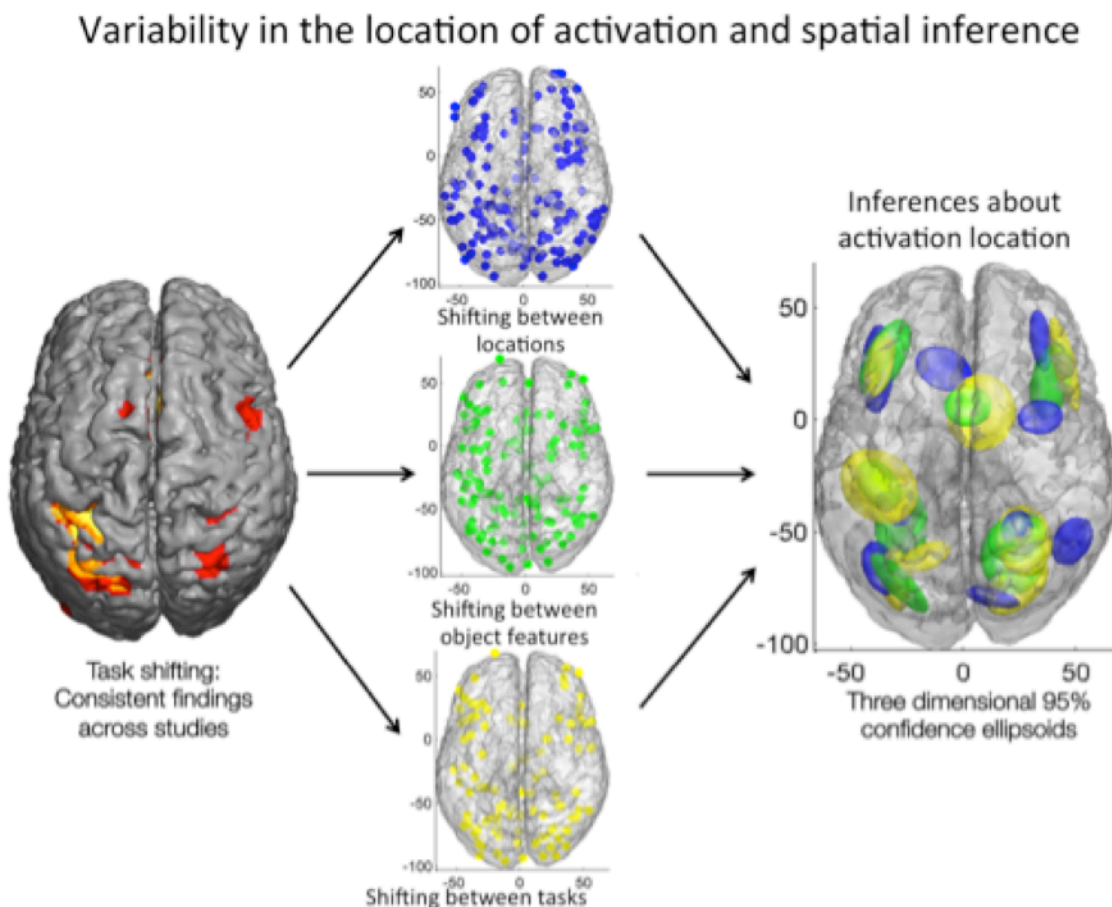 Variability in the location of activation and spatial inference
50
0
-50
-100
-50 0 50
Shifting between
locations
50
0
-50
-100
-50 0 50
Shifting between
object features
50
0
-50
-100
-50 0 50
Shifting between tasks
Task shifting:
Consistent findings
across studies
Inferences about
activation location
50
0
-50
-100
-50 0 50
Three dimensional 95%
confidence ellipsoids